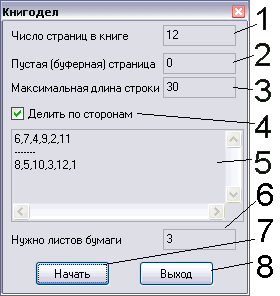 Книгодел
Число страниц в книге 12 1
Пустая (буферная) страница 0 2
Максимальная длина строки 30 3
Делить по сторонам 4
6,7,4,9,2,11
-------
8,5,10,3,12,1 5
Нужно листов бумаги 3 6
Начать 7
Выход 8